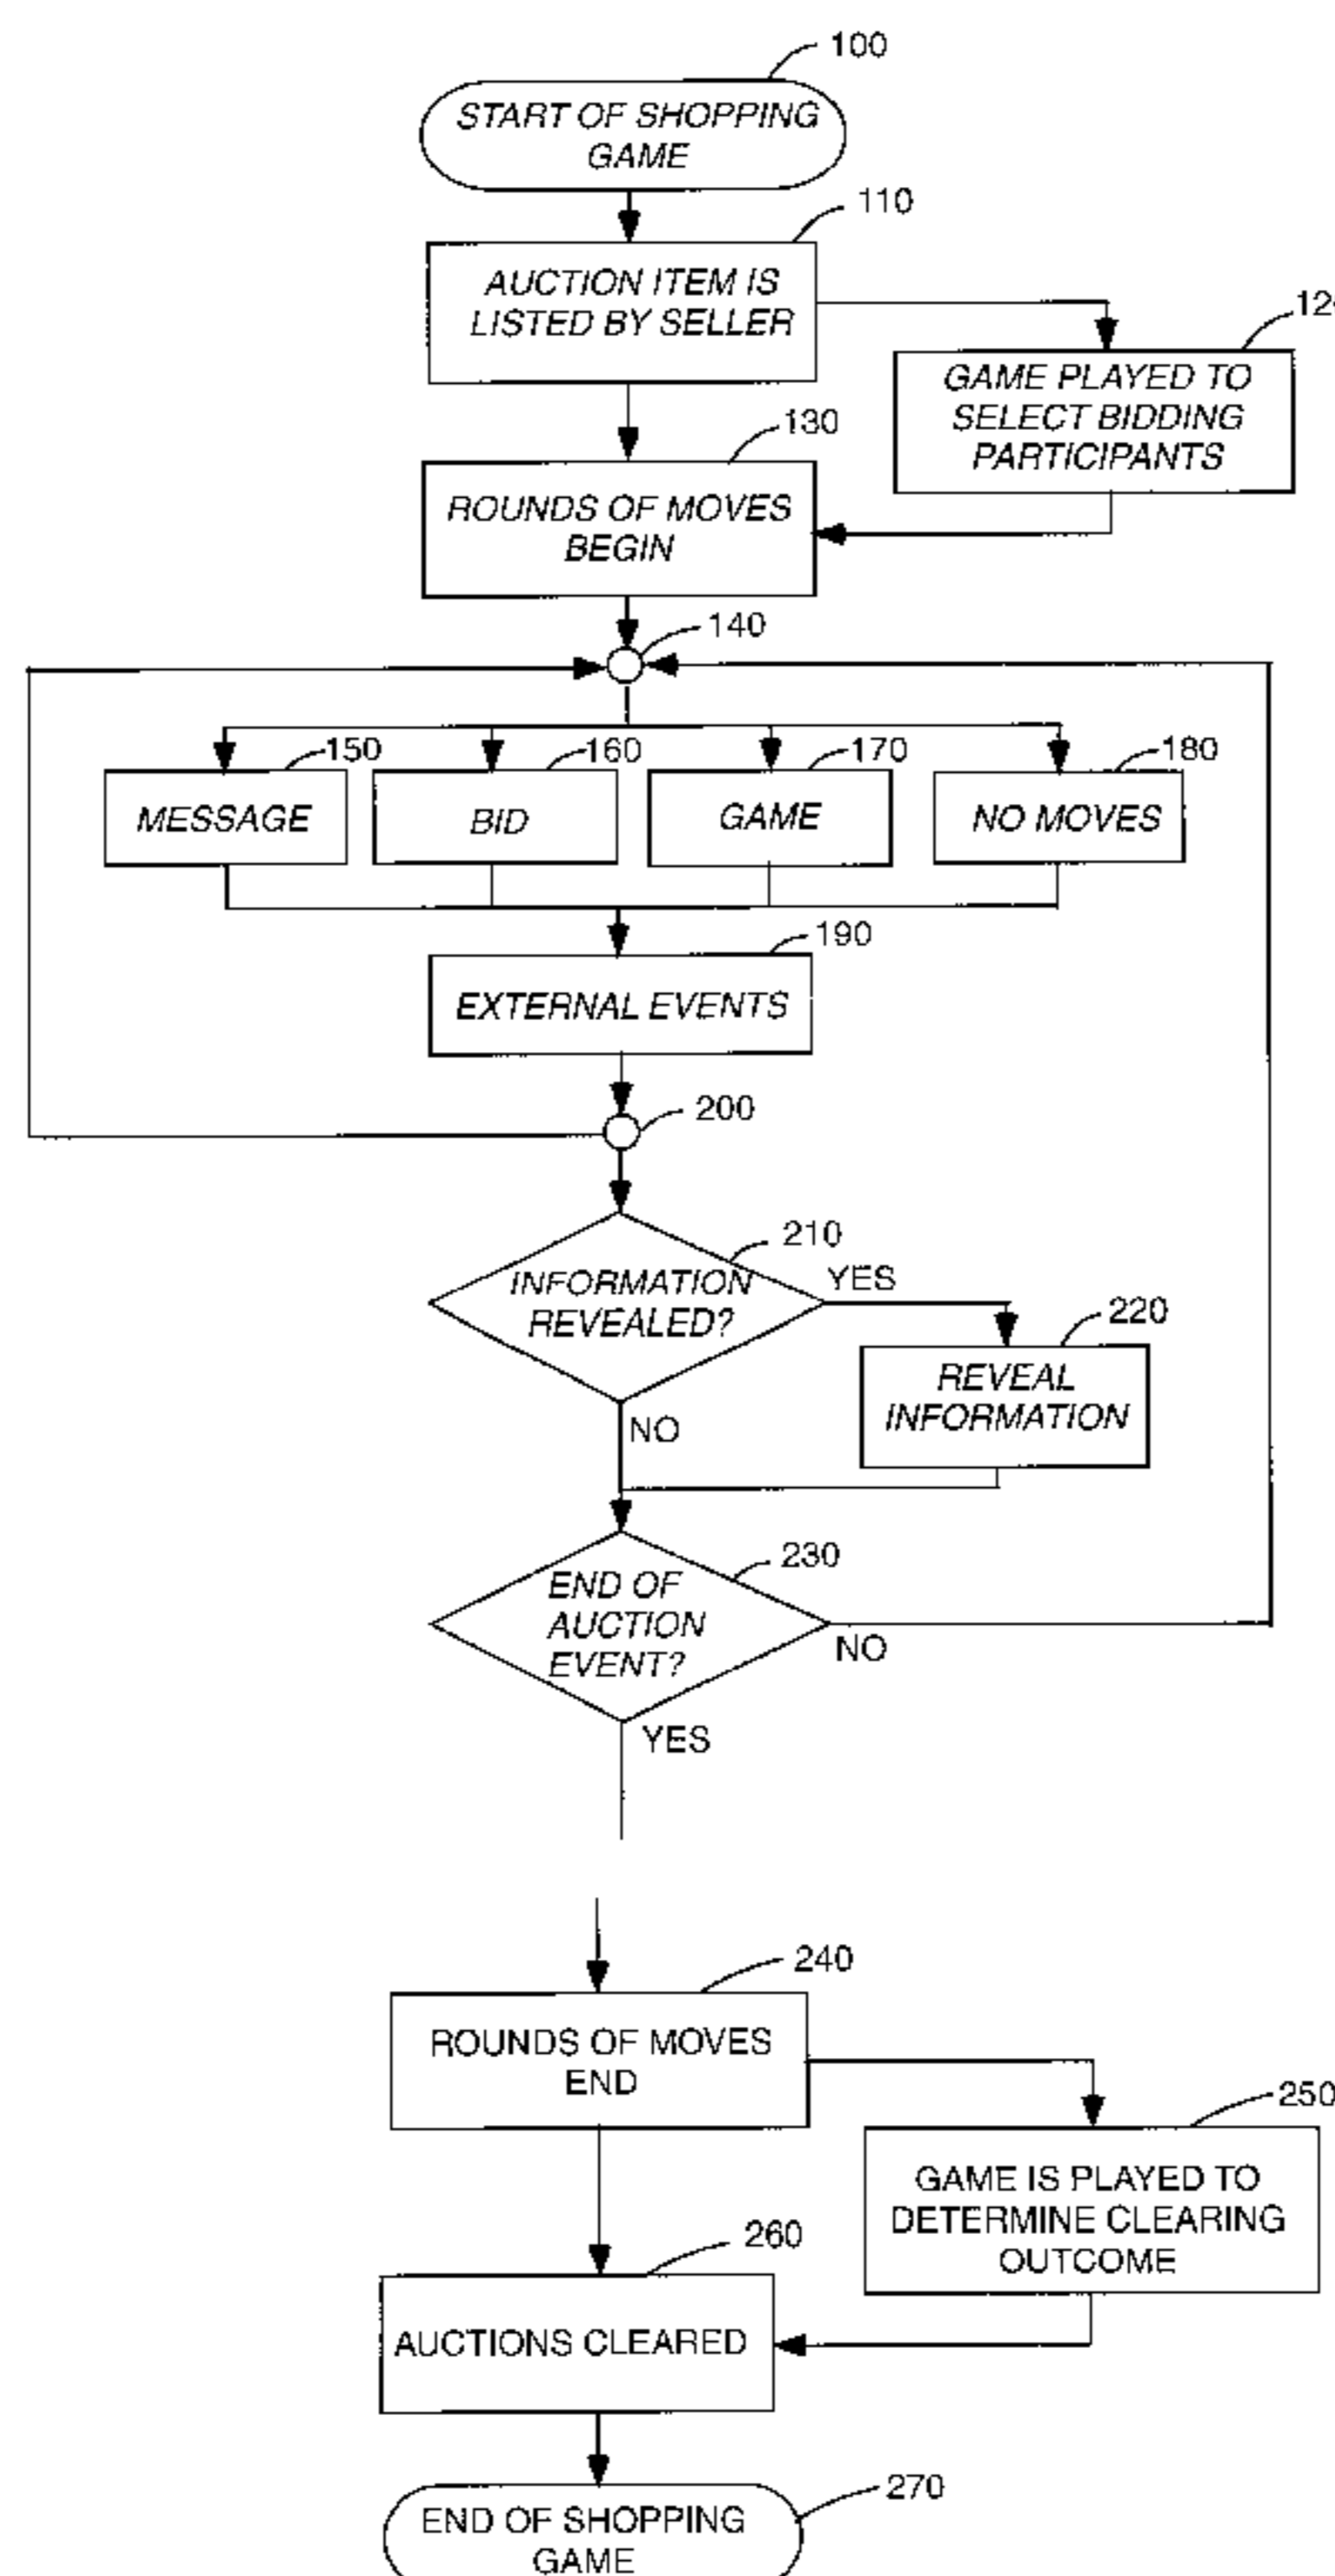 100
START OF SHOPPING
GAME
110
AUCTION ITEM IS
LISTED BY SELLER
GAME PLAYED TO
SELECT BIDDING
PARTICIPANTS
130
ROUNDS OF MOVES
BEGIN
140
150
160
170
180
MESSAGE
BID
GAME
NO MOVES
190
EXTERNAL EVENTS
200
210
INFORMATION
REVEALED?
YES
220
REVEAL
INFORMATION
NO
230
END OF
AUCTION
EVENT?
NO
YES
240
ROUNDS OF MOVES
END
250
GAME IS PLAYED TO
DETERMINE CLEARING
OUTCOME
260
AUCTIONS CLEARED
270
END OF SHOPPING
GAME